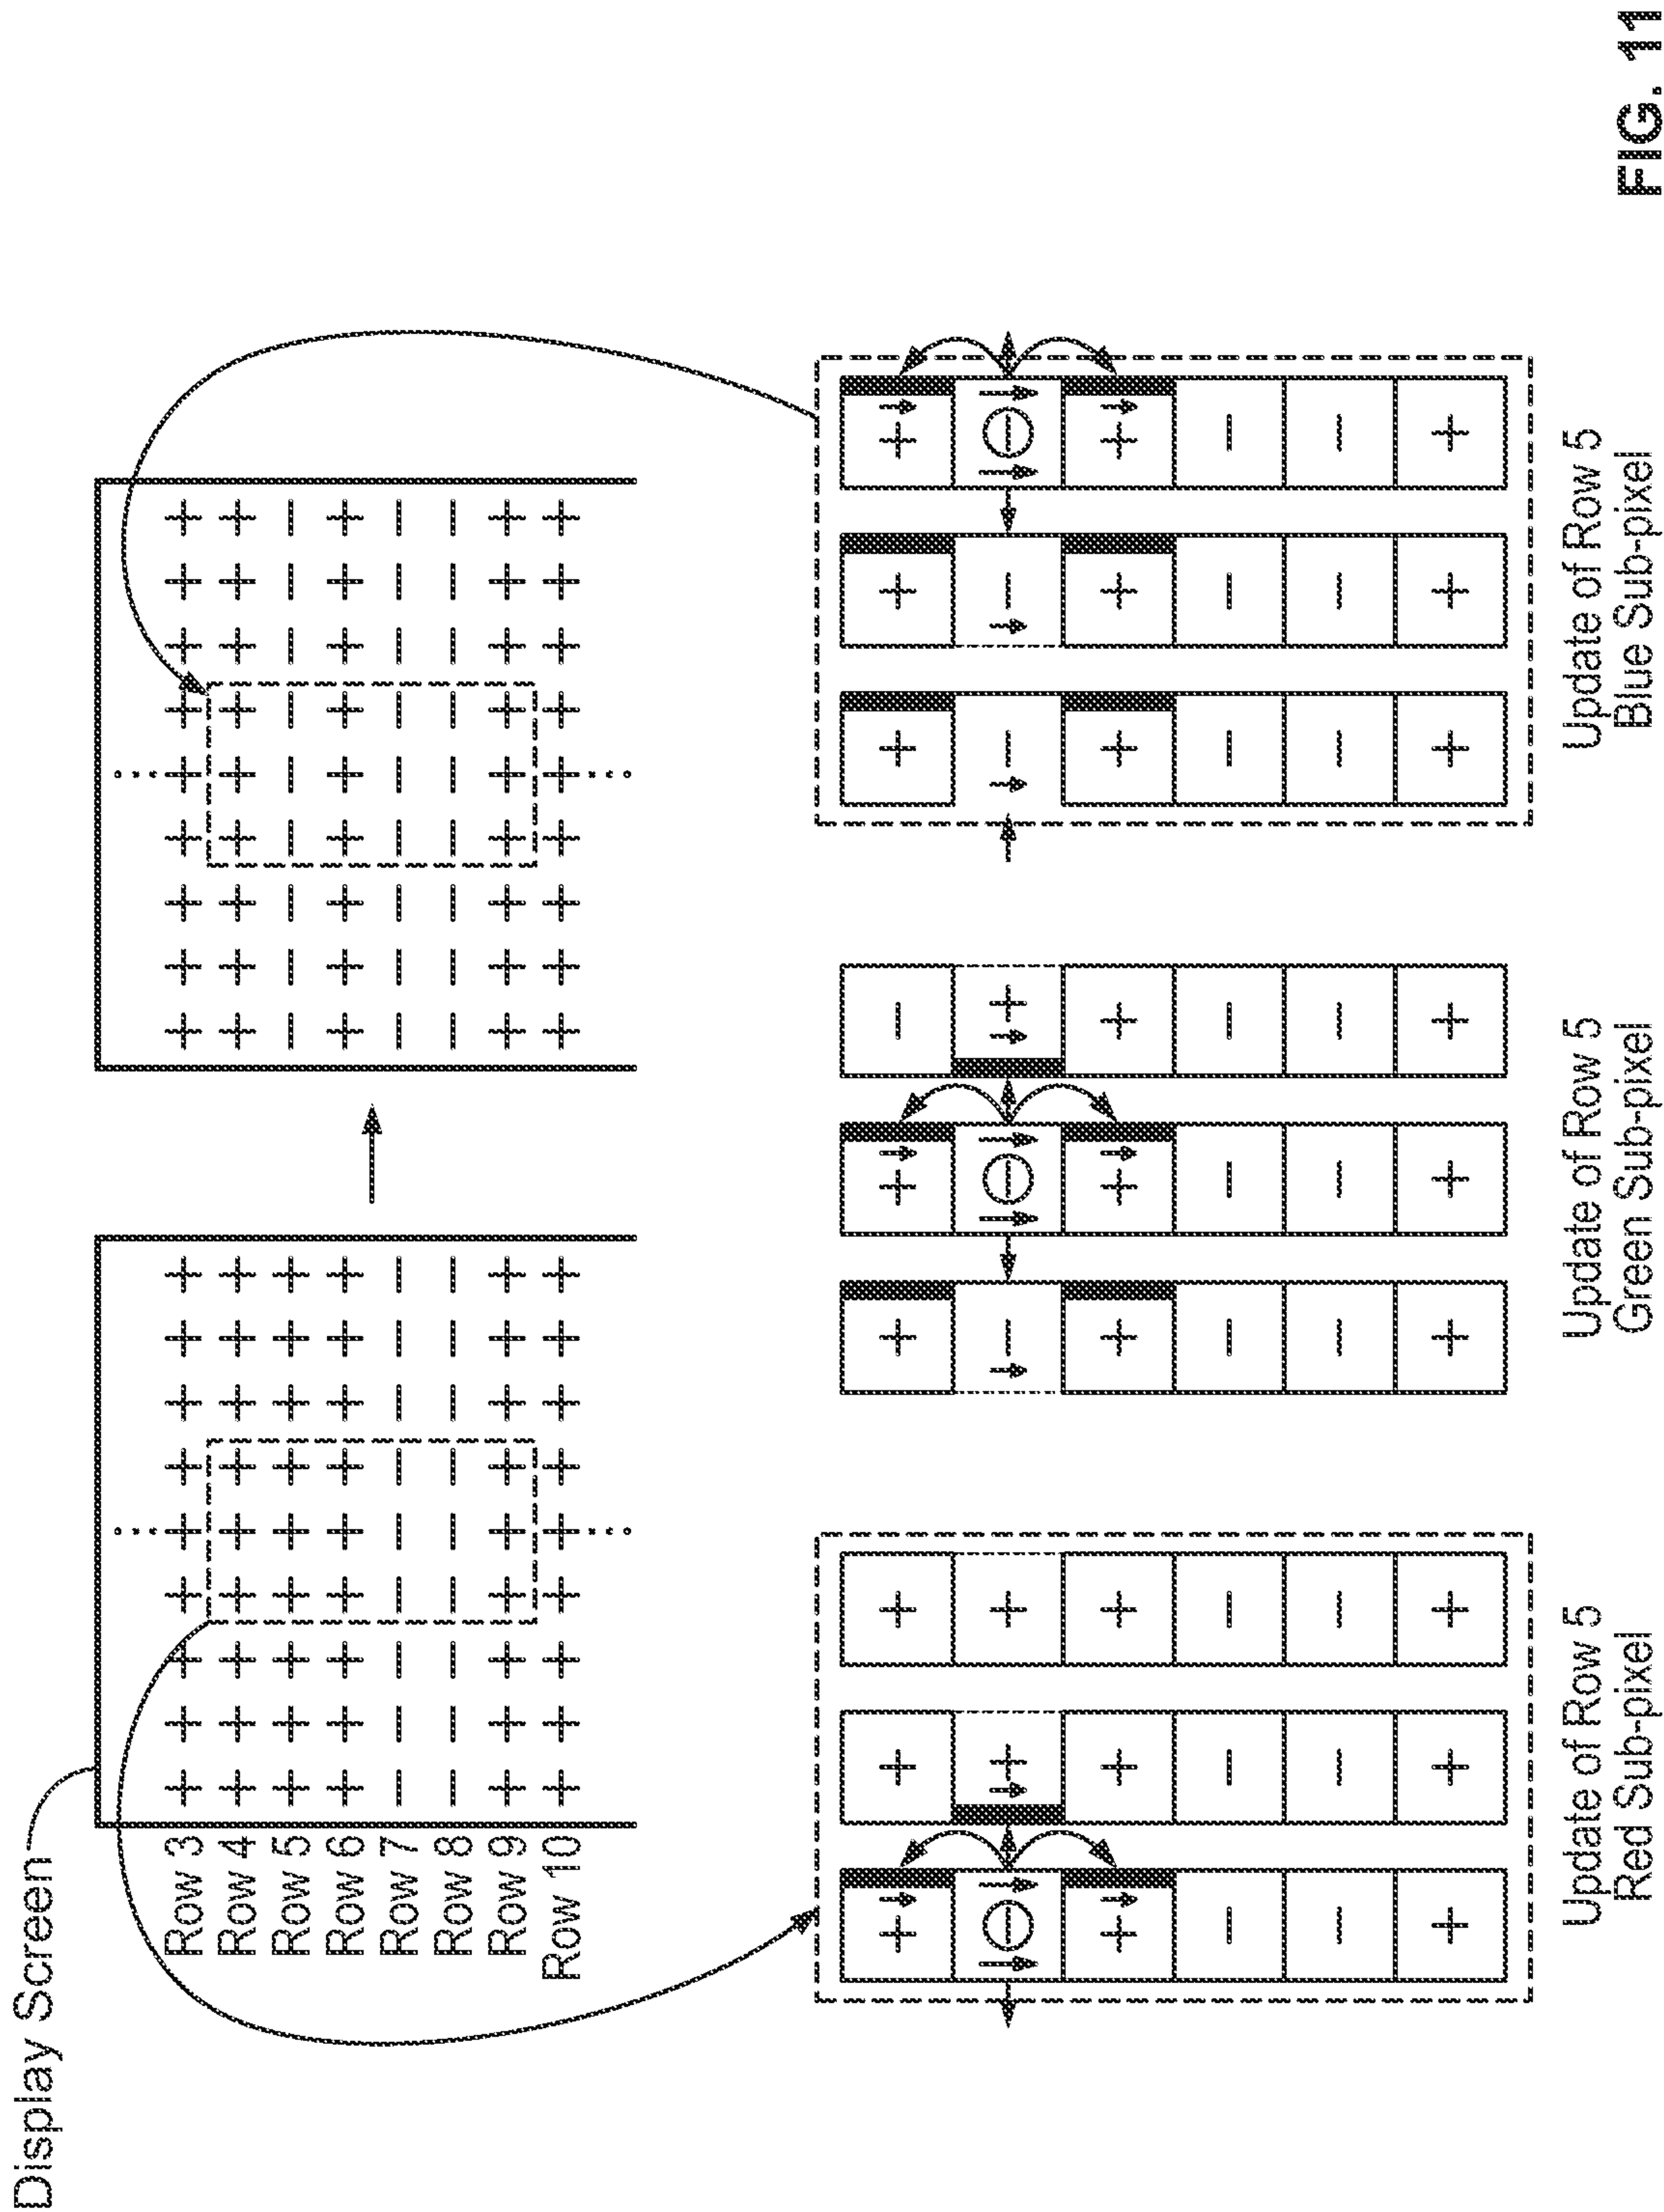 Display Screen
Row 3
Row 4
Row 5
Row 6
Row 7
Row 8
Row 9
Row 10
+ + + + + + + + +
+ + + + + + + + +
+ + + + + + + + +
+ + + + + + + + +
− − − − − − − − −
− − − − − − − − −
+ + + + + + + + +
+ + + + + + + + +
+ + + + + + + + +
+ + + + + + + + +
− − − − − − − − −
+ + + + + + + + +
− − − − − − − − −
− − − − − − − − −
+ + + + + + + + +
+ + + + + + + + +
+ + +
− + +
+ + +
− − −
− − −
+ + +
Update of Row 5
Red Sub-pixel
+ + −
− − +
+ + +
− − −
− − −
+ + +
Update of Row 5
Green Sub-pixel
+ + +
− − −
+ + +
− − −
− − −
+ + +
Update of Row 5
Blue Sub-pixel
FIG. 11